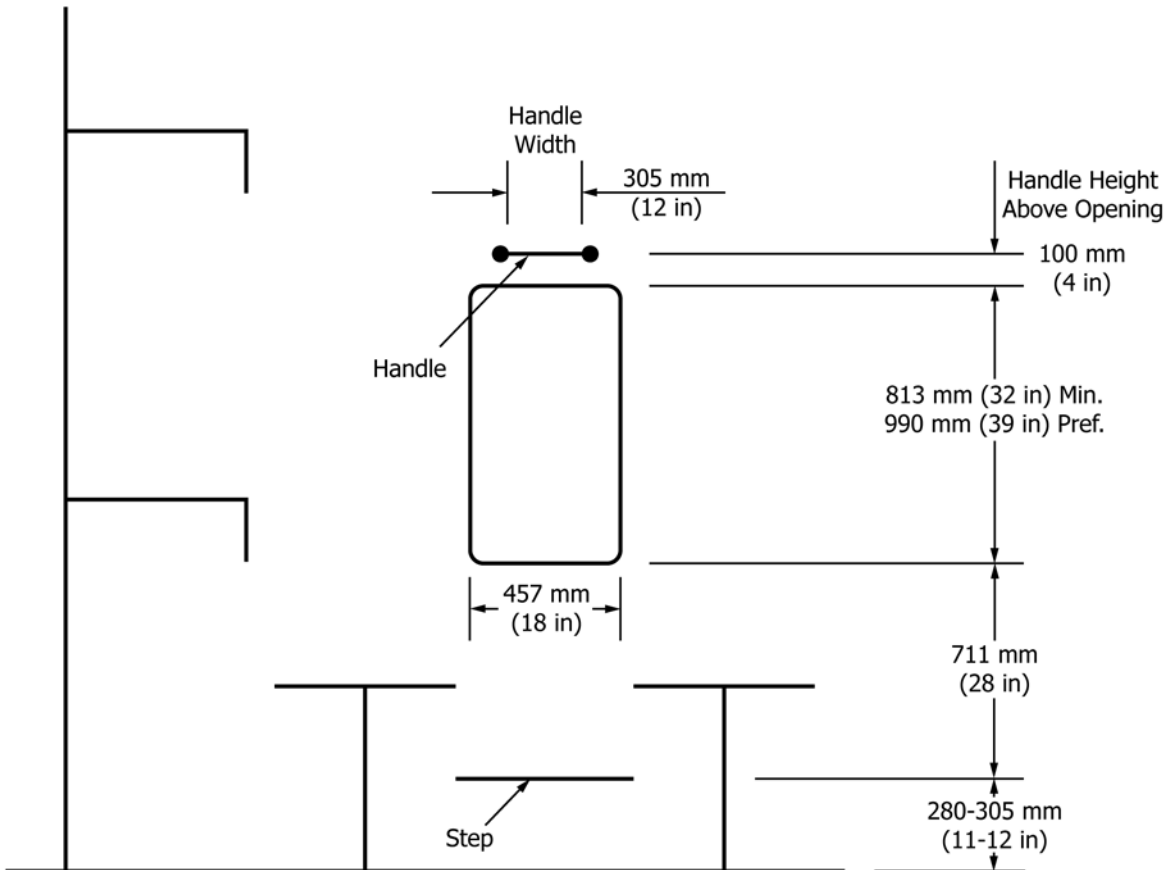 Handle
Width
305 mm
(12 in)
Handle Height
Above Opening
100 mm
(4 in)
Handle
813 mm (32 in) Min.
990 mm (39 in) Pref.
457 mm
(18 in)
711 mm
(28 in)
Step
280-305 mm
(11-12 in)